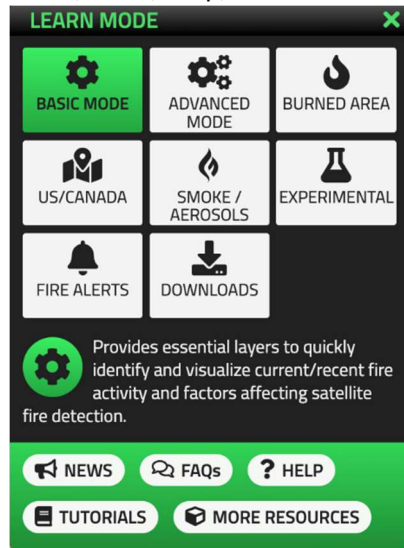 LEARN MODE
BASIC MODE
ADVANCED
MODE
BURNED AREA
US/CANADA
SMOKE /
AEROSOLS
EXPERIMENTAL
FIRE ALERTS
DOWNLOADS
Provides essential layers to quickly
identify and visualize current/recent fire
activity and factors affecting satellite
fire detection.
NEWS
FAQs
? HELP
TUTORIALS
MORE RESOURCES